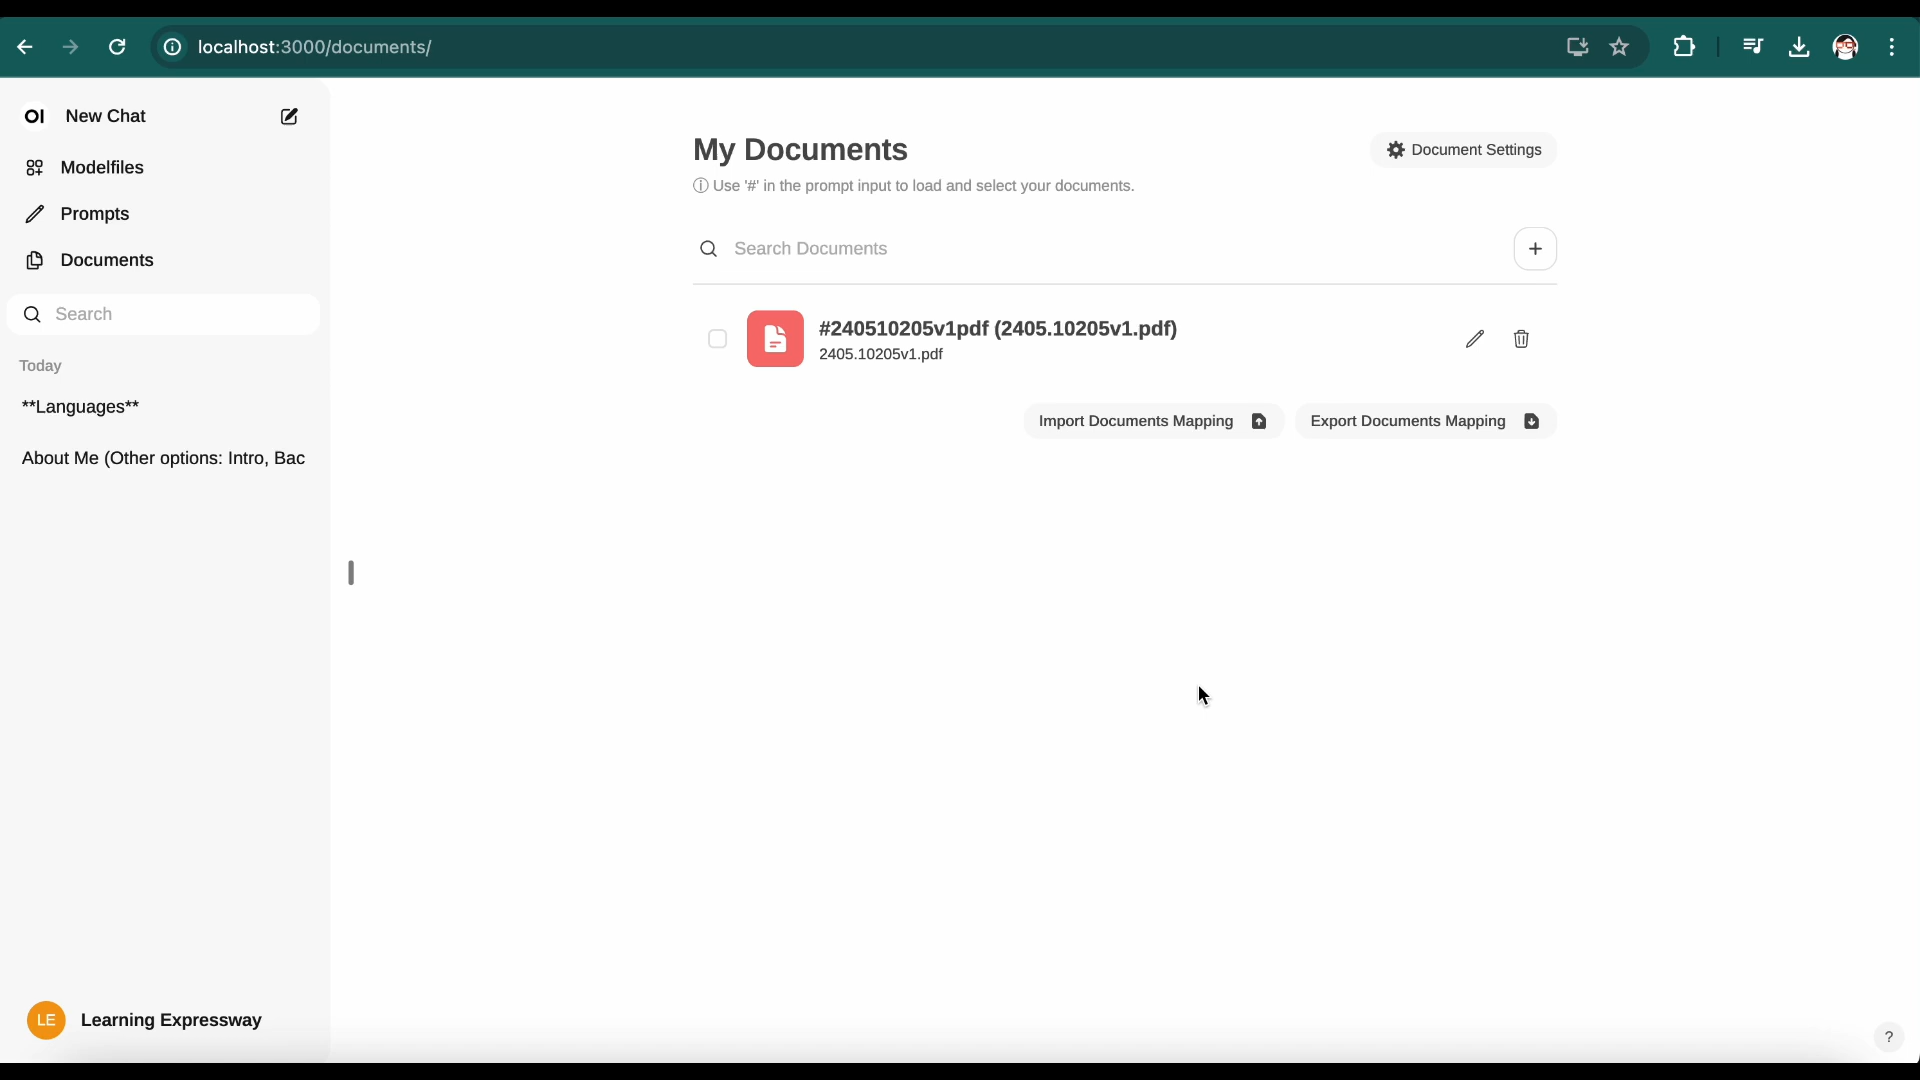 localhost:3000/documents/
OI New Chat
Modelfiles
Prompts
Documents
Search
Today
**Languages**
About Me (Other options: Intro, Bac
LE Learning Expressway
My Documents
Document Settings
Use '#' in the prompt input to load and select your documents.
Search Documents
+
#240510205v1pdf (2405.10205v1.pdf)
2405.10205v1.pdf
Import Documents Mapping
Export Documents Mapping
?